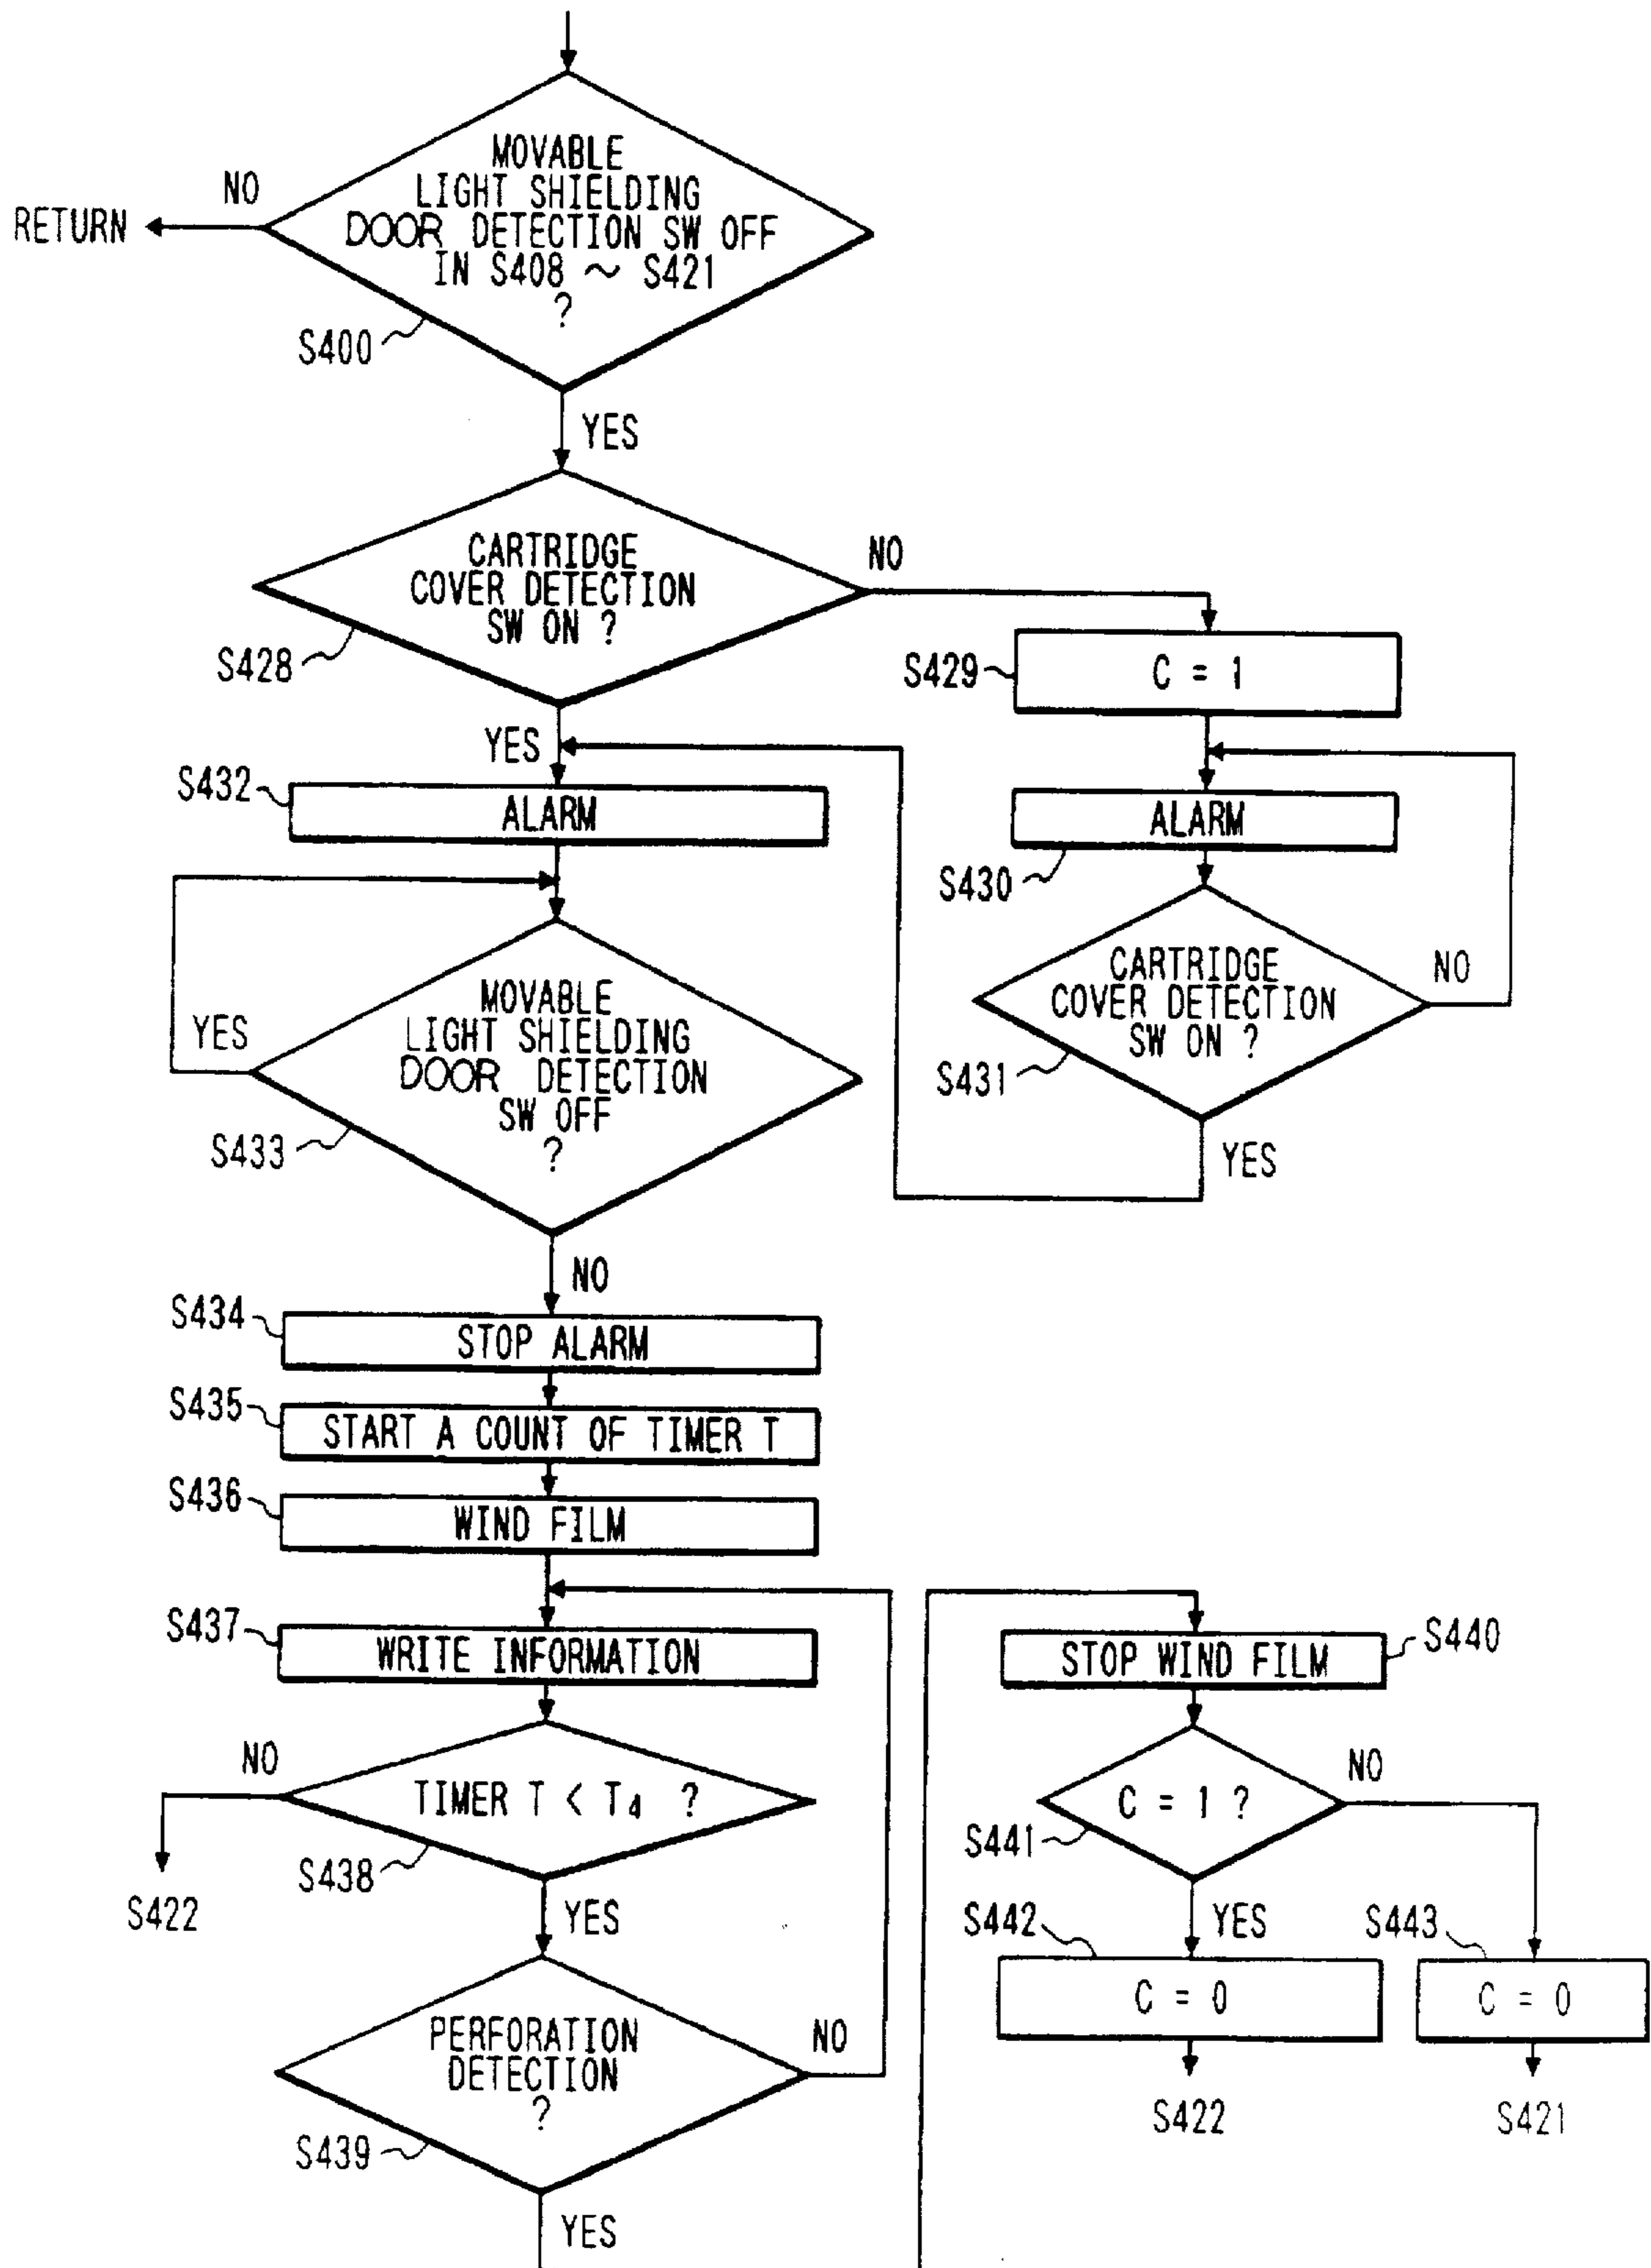 MOVABLE
LIGHT SHIELDING
DOOR DETECTION SW OFF
IN S408 ~ S421
?
NO
RETURN
S400
YES
CARTRIDGE
COVER DETECTION
SW ON ?
NO
S428
S429
C = 1
YES
S432
ALARM
ALARM
S430
CARTRIDGE
COVER DETECTION
SW ON ?
NO
S431
YES
MOVABLE
LIGHT SHIELDING
DOOR DETECTION
SW OFF
?
YES
S433
NO
S434
STOP ALARM
S435
START A COUNT OF TIMER T
S436
WIND FILM
S437
WRITE INFORMATION
NO
TIMER T < T4 ?
S438
S422
YES
PERFORATION
DETECTION
?
NO
S439
YES
STOP WIND FILM
S440
C = 1 ?
NO
S441
YES
S442
C = 0
S422
S443
C = 0
S421